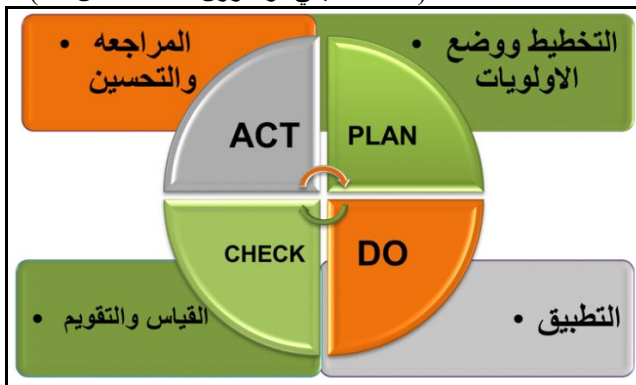 • التخطيط ووضع
الاولويات
• المراجعه
والتحسين
ACT
PLAN
CHECK
DO
• القياس والتقويم
• التطبيق